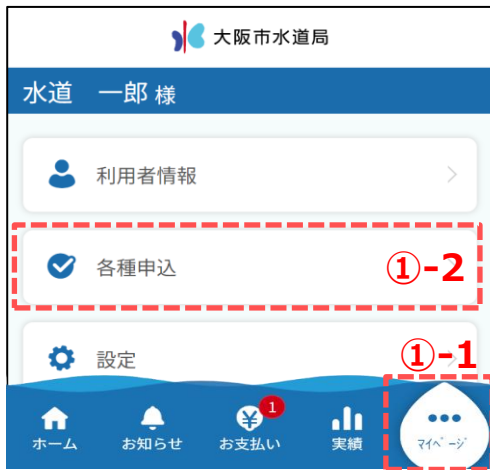 大阪市水道局
水道　一郎 様
利用者情報
各種申込
①-2
設定
①-1
1
ホーム
お知らせ
お支払い
実績
マイページ